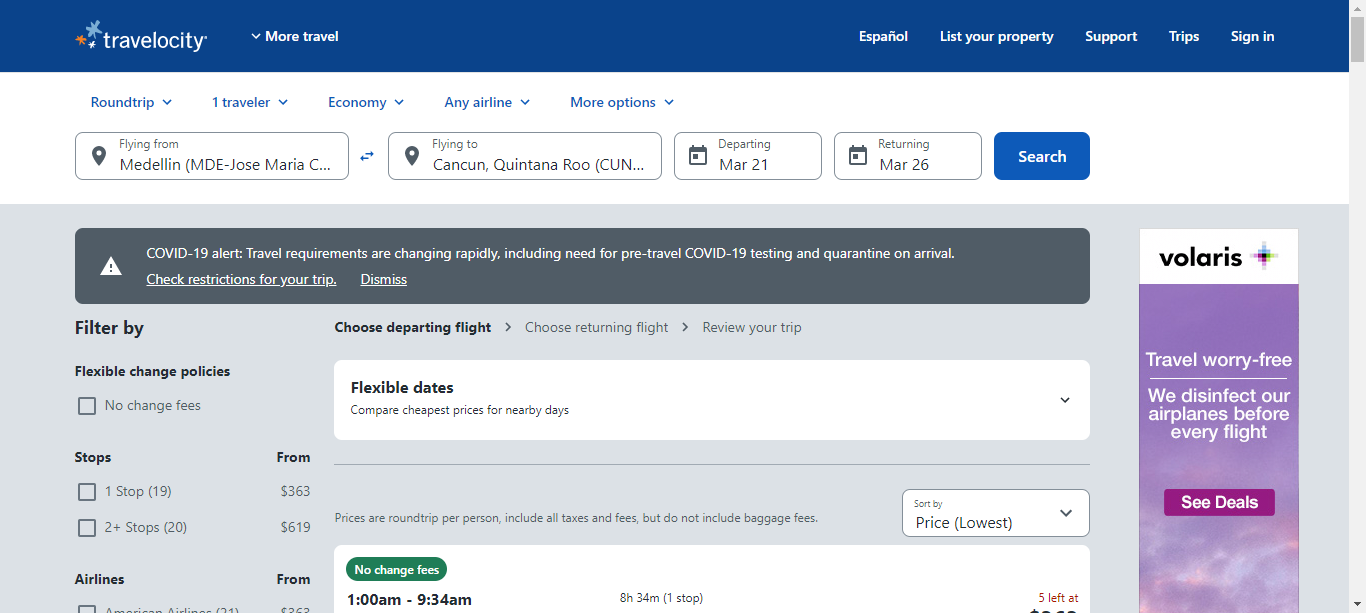 travelocity
More travel
Español
List your property
Support
Trips
Sign in
Roundtrip
1 traveler
Economy
Any airline
More options
Flying from
Medellin (MDE-Jose Maria C...
Flying to
Cancun, Quintana Roo (CUN...
Departing
Mar 21
Returning
Mar 26
Search
COVID-19 alert: Travel requirements are changing rapidly, including need for pre-travel COVID-19 testing and quarantine on arrival.
Check restrictions for your trip. Dismiss
volaris
Travel worry-free
We disinfect our
airplanes before
every flight
See Deals
Filter by
Flexible change policies
No change fees
Stops From
1 Stop (19) $363
2+ Stops (20) $619
Airlines From
American Airlines (21) $363
Choose departing flight
Choose returning flight
Review your trip
Flexible dates
Compare cheapest prices for nearby days
Prices are roundtrip per person, include all taxes and fees, but do not include baggage fees.
Sort by
Price (Lowest)
No change fees
1:00am - 9:34am
8h 34m (1 stop)
5 left at